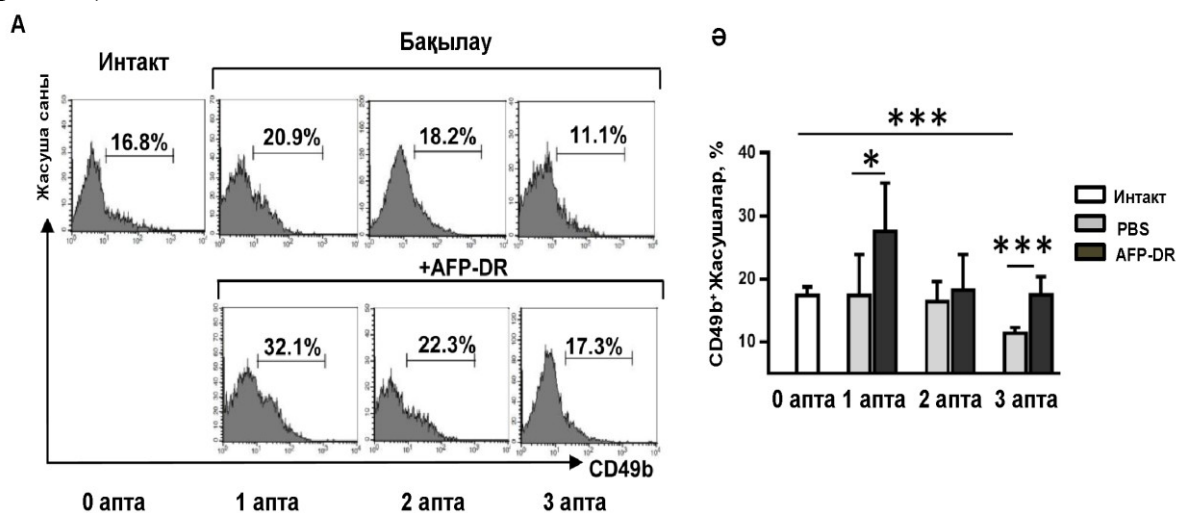 А
Интакт
Бақылау
Жасуша саны
16.8%
20.9%
18.2%
11.1%
+AFP-DR
32.1%
22.3%
17.3%
CD49b
0 апта
1 апта
2 апта
3 апта
Ә
***
*
***
CD49b⁺ Жасушалар, %
40
30
20
10
0 апта 1 апта 2 апта 3 апта
Интакт
PBS
AFP-DR